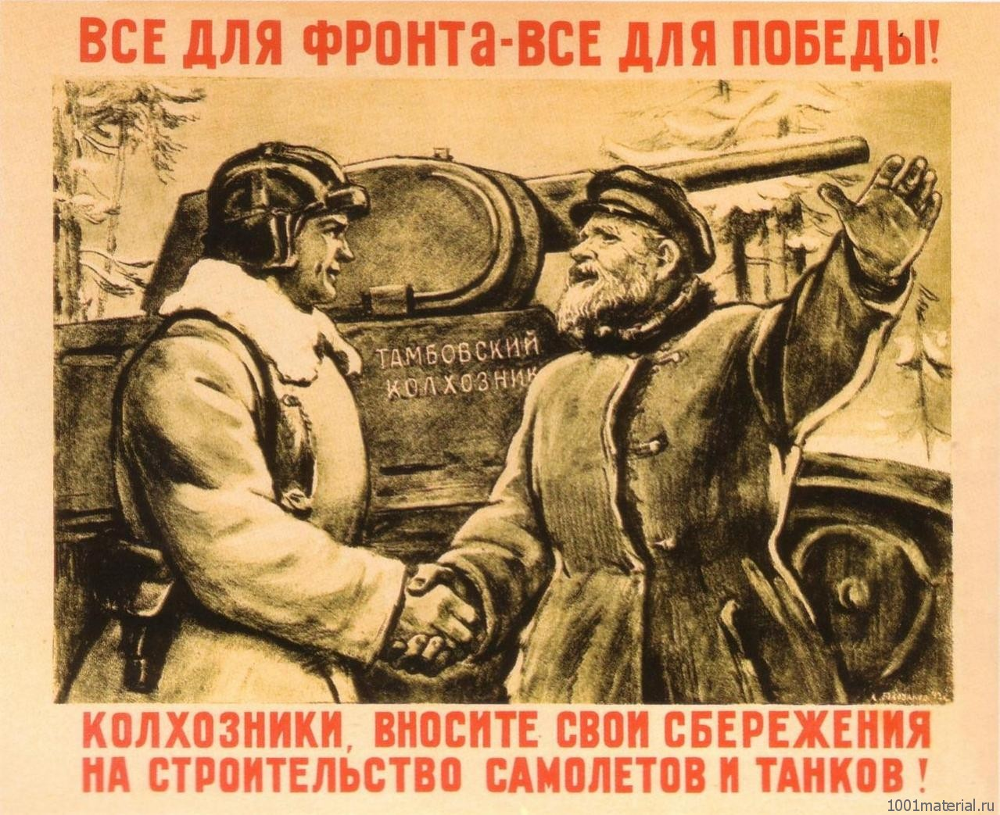 ВСЕ ДЛЯ ФРОНТа-ВСЕ ДЛЯ ПОБЕДЫ!
ТАМБОВСКИЙ
КОЛХОЗНИК
КОЛХОЗНИКИ, ВНОСИТЕ СВОИ СБЕРЕЖЕНИЯ
НА СТРОИТЕЛЬСТВО САМОЛЕТОВ И ТАНКОВ!
1001material.ru